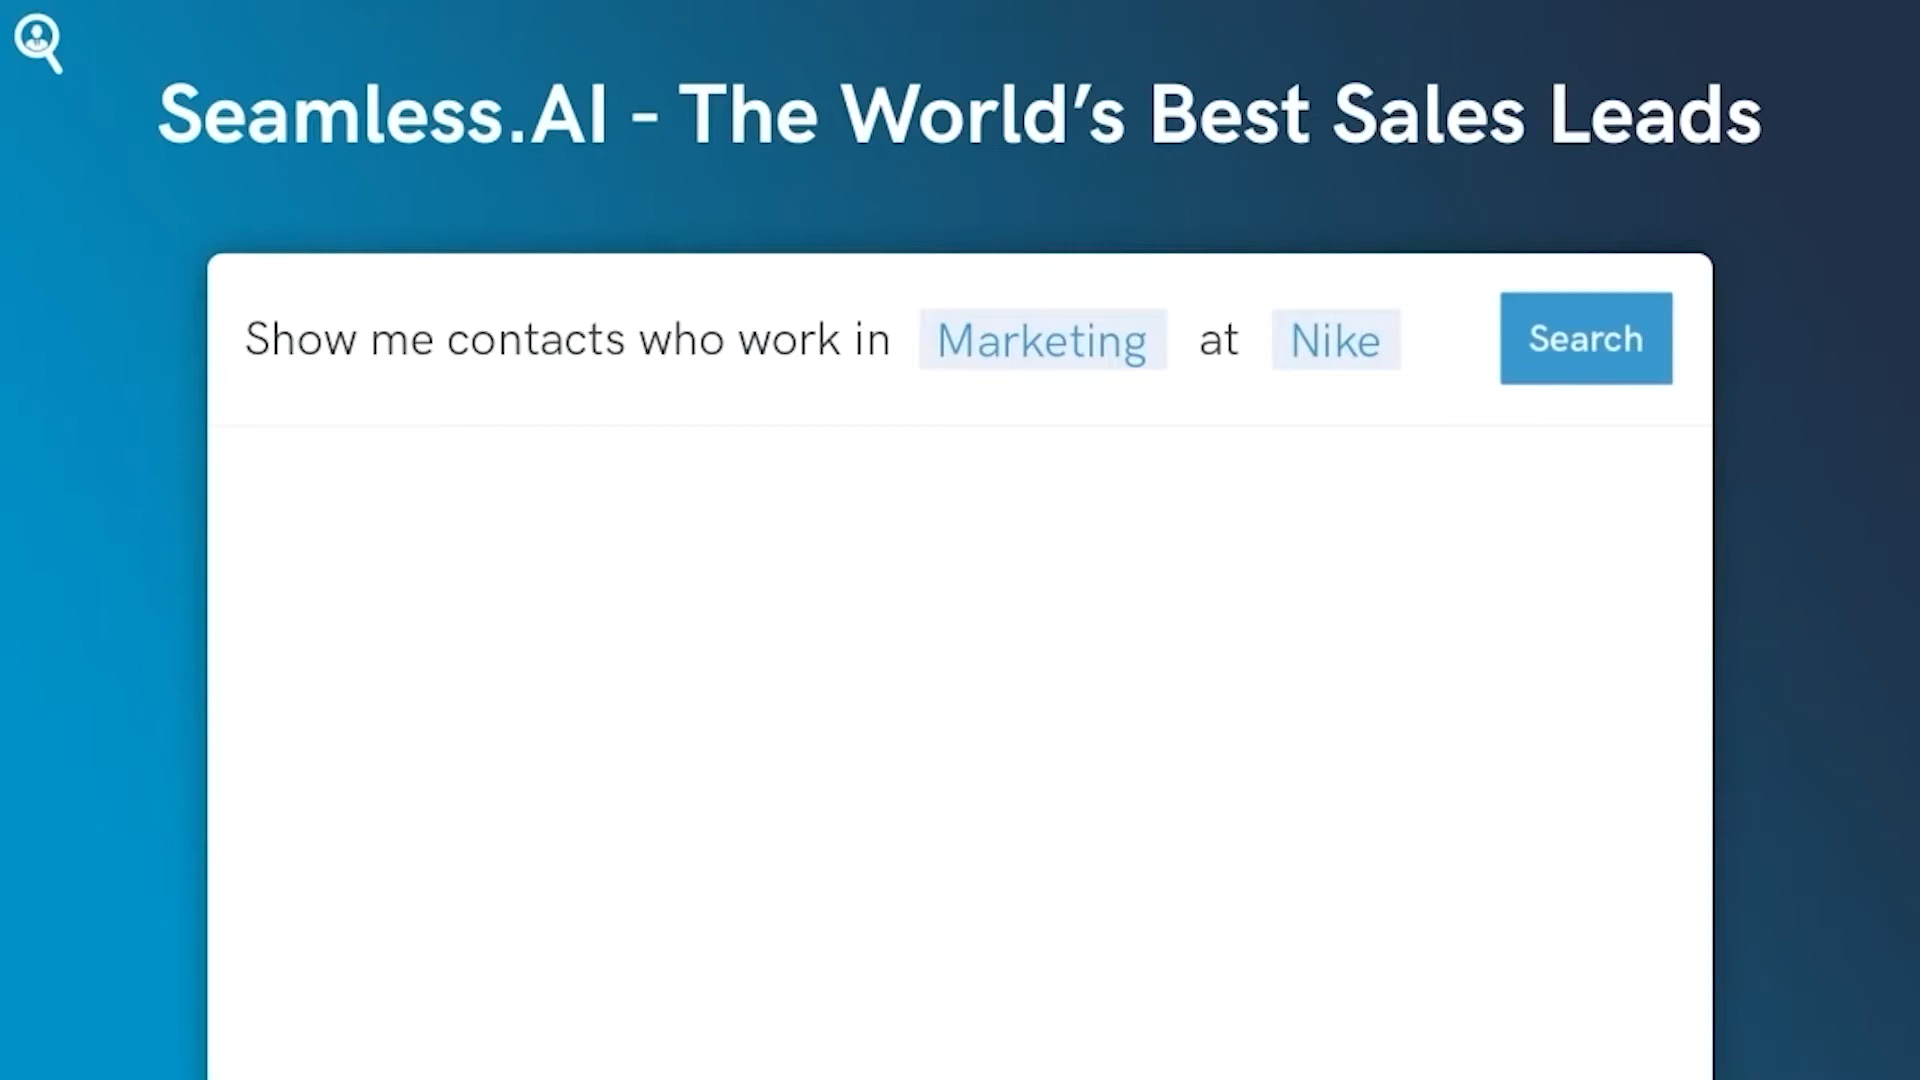 Seamless.AI - The World’s Best Sales Leads
Show me contacts who work in Marketing at Nike Search